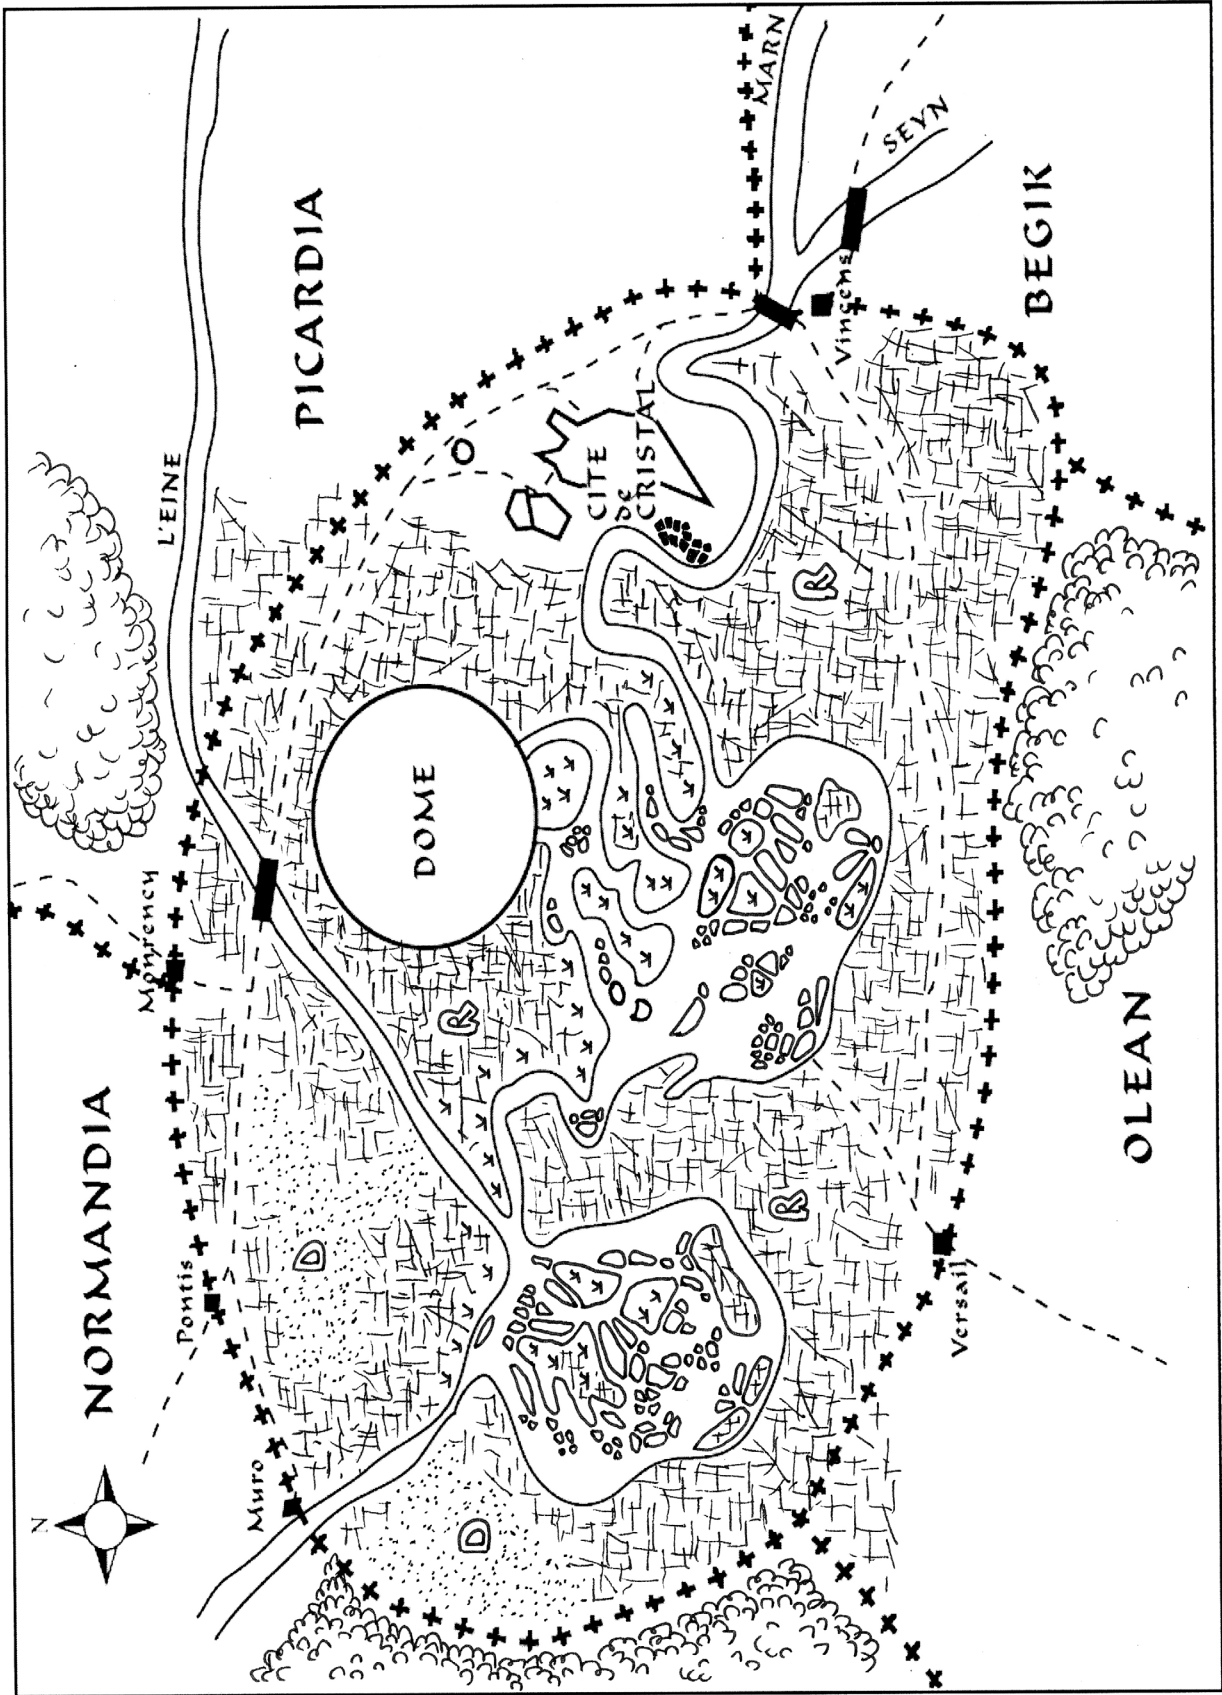 N
NORMANDIA
Monrency
L'EINE
Pontis
Muro
PICARDIA
D
DOME
R
D
CITE
de
CRISTAL
MARN
R
R
Vincens
SEYN
Versail
BEGIK
OLEAN